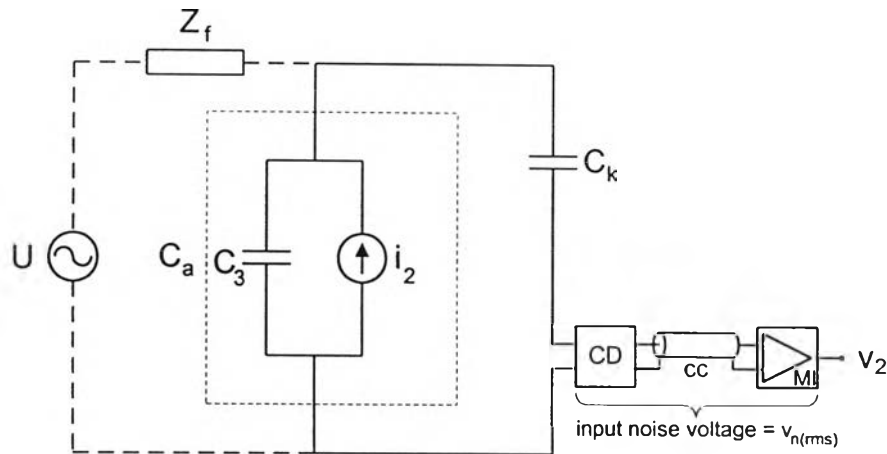 Z_f
C_k
U
C_a
C_3
i_2
CD
CC
MI
V_2
input noise voltage = v_n(rms)